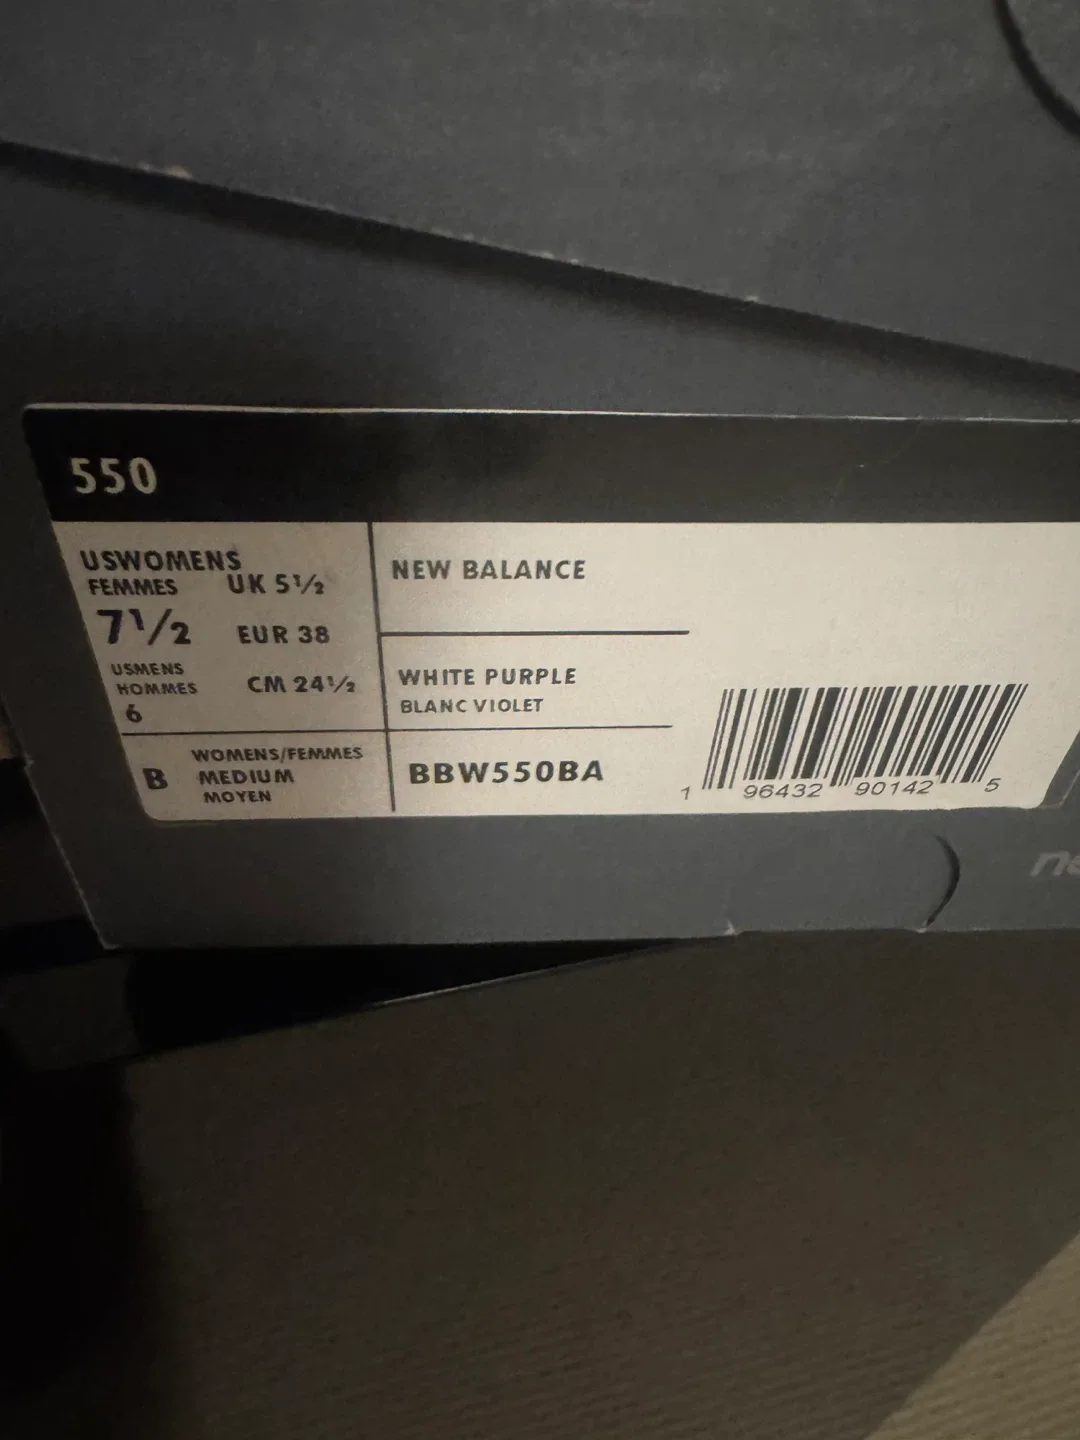 550
USWOMENS
FEMMES
7½
USMENS
HOMMES
6
UK 5½
EUR 38
CM 24½
B
WOMENS/FEMMES
MEDIUM
MOYEN
NEW BALANCE
WHITE PURPLE
BLANC VIOLET
BBW550BA
1 96432 90142 5